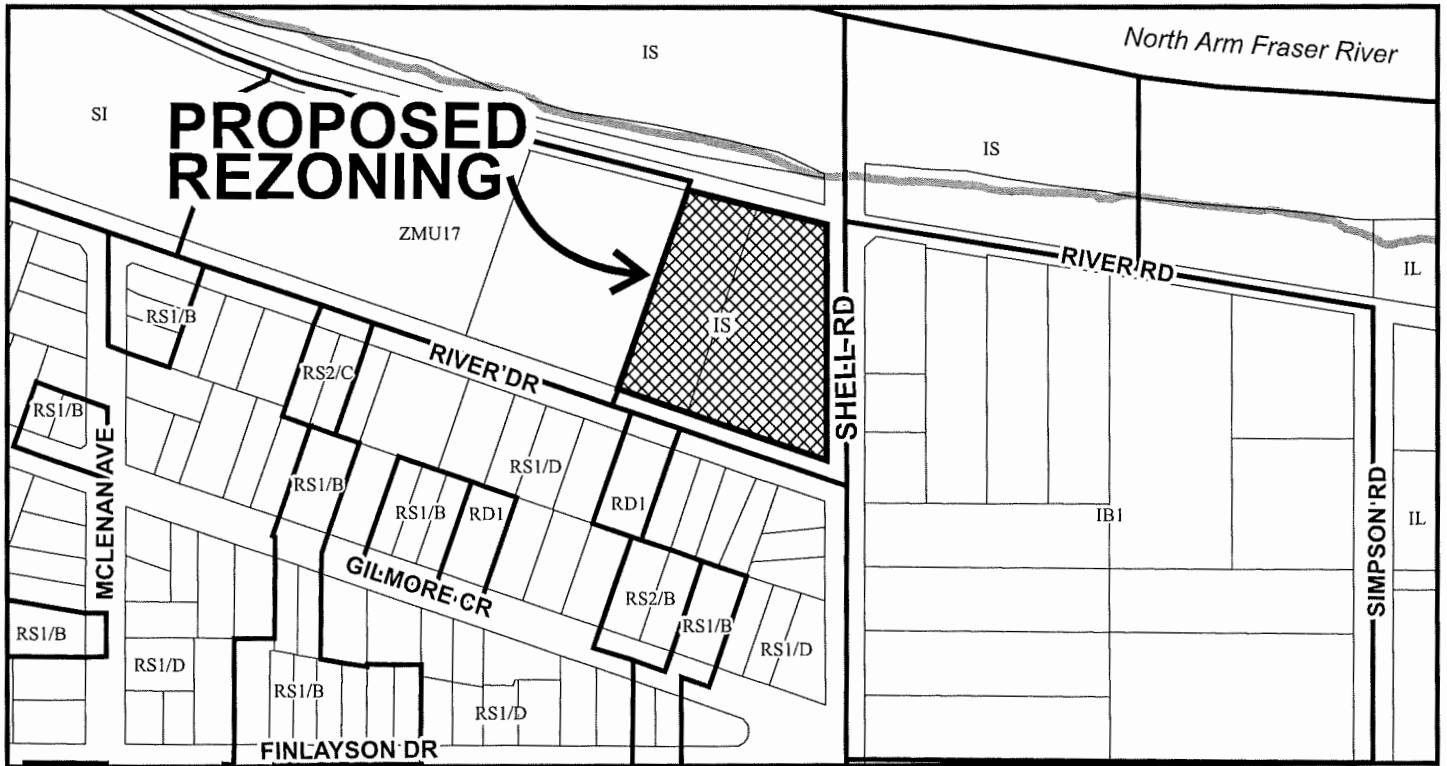 IS
North Arm Fraser River
SI
PROPOSED
REZONING
IS
ZMU17
RIVER RD
IL
RS1/B
IS
SHELL RD
RIVER DR
RS2/C
RS1/B
MCLENAN AVE
RS1/D
RS1/B
RS1/B
RD1
RD1
IB1
IL
SIMPSON RD
GILMORE CR
RS2/B
RS1/B
RS1/B
RS1/D
RS1/D
RS1/B
RS1/D
FINLAYSON DR